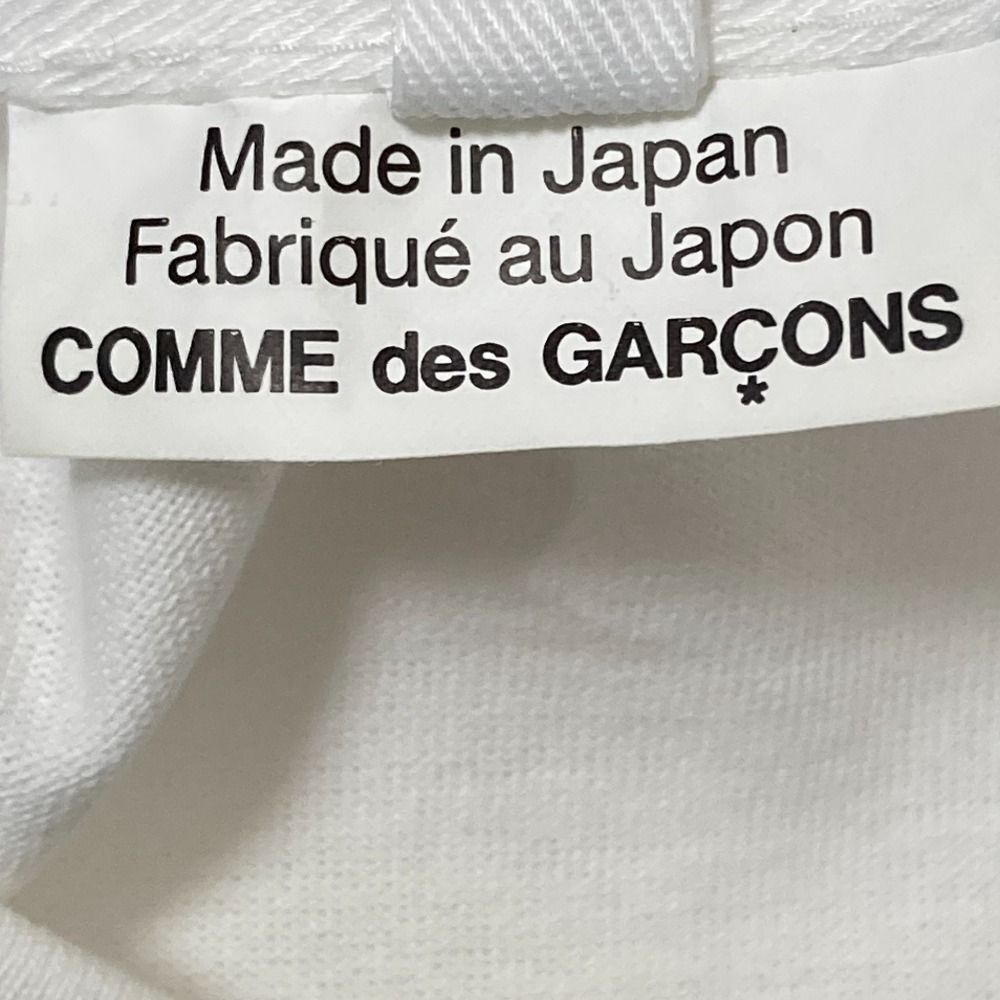 Made in Japan
Fabriqué au Japon
COMME des GARÇONS
*